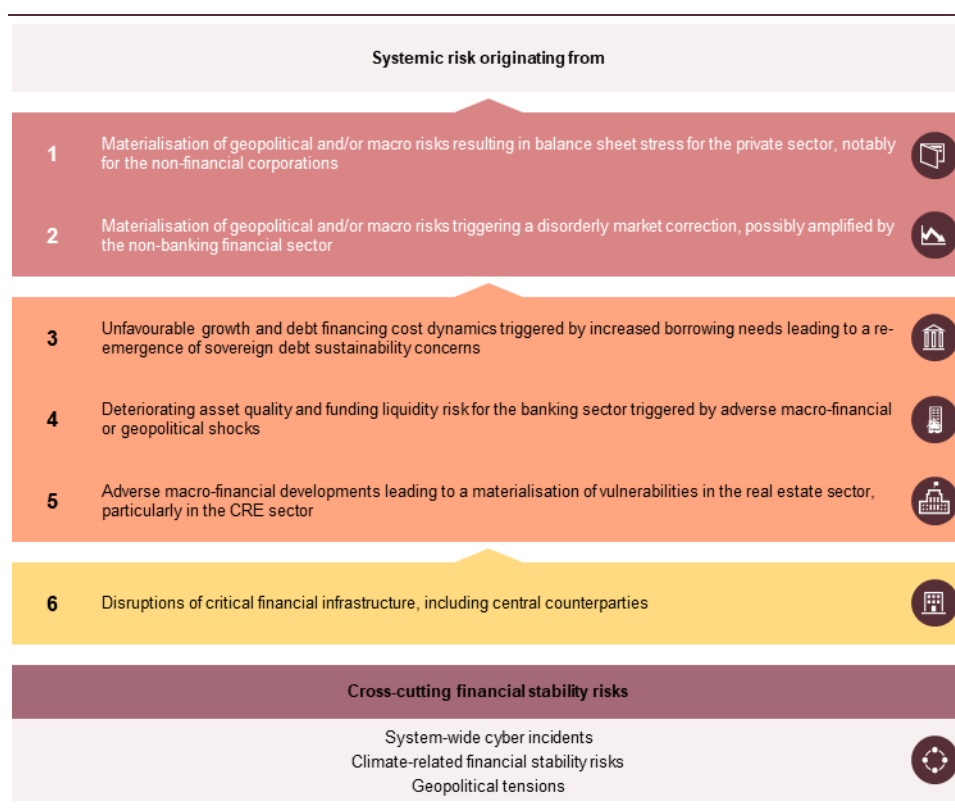 Systemic risk originating from
1
Materialisation of geopolitical and/or macro risks resulting in balance sheet stress for the private sector, notably
for the non-financial corporations
2
Materialisation of geopolitical and/or macro risks triggering a disorderly market correction, possibly amplified by
the non-banking financial sector
3
Unfavourable growth and debt financing cost dynamics triggered by increased borrowing needs leading to a re-
emergence of sovereign debt sustainability concerns
4
Deteriorating asset quality and funding liquidity risk for the banking sector triggered by adverse macro-financial
or geopolitical shocks
5
Adverse macro-financial developments leading to a materialisation of vulnerabilities in the real estate sector,
particularly in the CRE sector
6
Disruptions of critical financial infrastructure, including central counterparties
Cross-cutting financial stability risks
System-wide cyber incidents
Climate-related financial stability risks
Geopolitical tensions